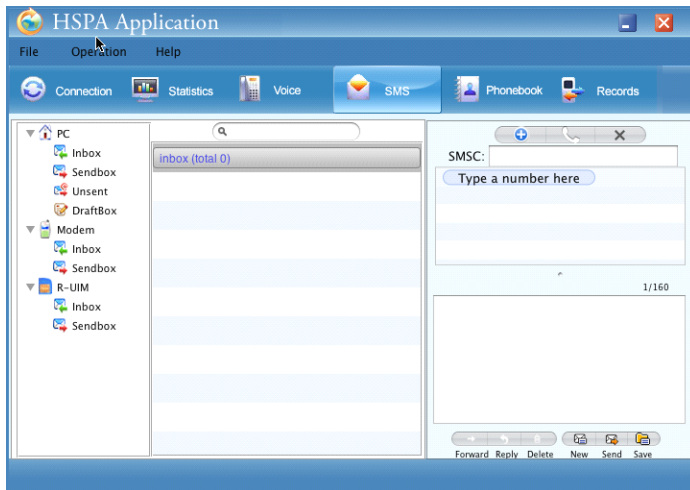 HSPA Application
File Operation Help
Connection Statistics Voice SMS Phonebook Records
PC
Inbox
Sendbox
Unsent
DraftBox
Modem
Inbox
Sendbox
R-UIM
Inbox
Sendbox
inbox (total 0)
SMSC:
Type a number here
1/160
Forward Reply Delete New Send Save